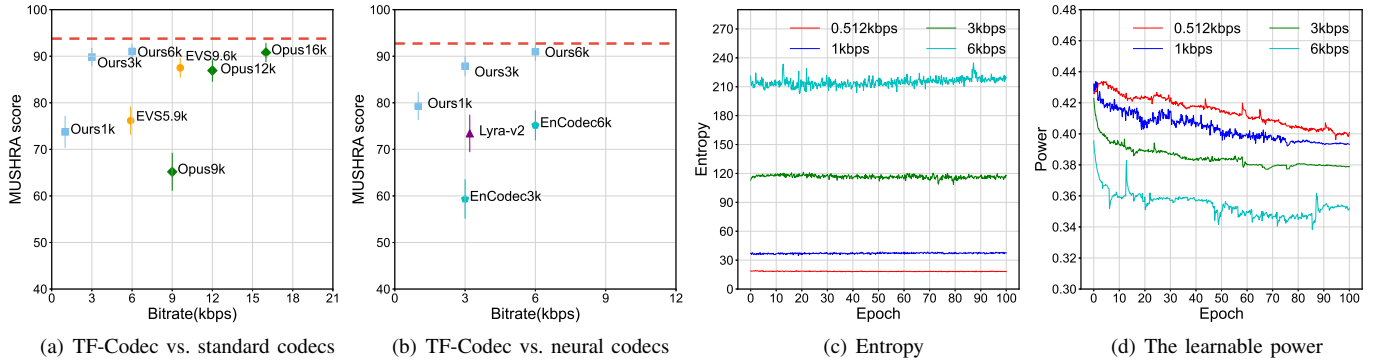 MUSHRA score
100
90
80
70
60
50
40
Ours3k
Ours6k
EVS9.6k
Opus16k
Opus12k
Ours1k
EVS5.9k
Opus9k
0 3 6 9 12 15 18 21
Bitrate(kbps)
(a) TF-Codec vs. standard codecs
MUSHRA score
100
90
80
70
60
50
40
Ours6k
Ours3k
Ours1k
Lyra-v2
EnCodec6k
EnCodec3k
0 3 6 9 12
Bitrate(kbps)
(b) TF-Codec vs. neural codecs
Entropy
270
240
210
180
150
120
90
60
30
0
0.512kbps 3kbps
1kbps 6kbps
0 10 20 30 40 50 60 70 80 90 100
Epoch
(c) Entropy
Power
0.48
0.46
0.44
0.42
0.40
0.38
0.36
0.34
0.30
0.512kbps 3kbps
1kbps 6kbps
0 10 20 30 40 50 60 70 80 90 100
Epoch
(d) The learnable power